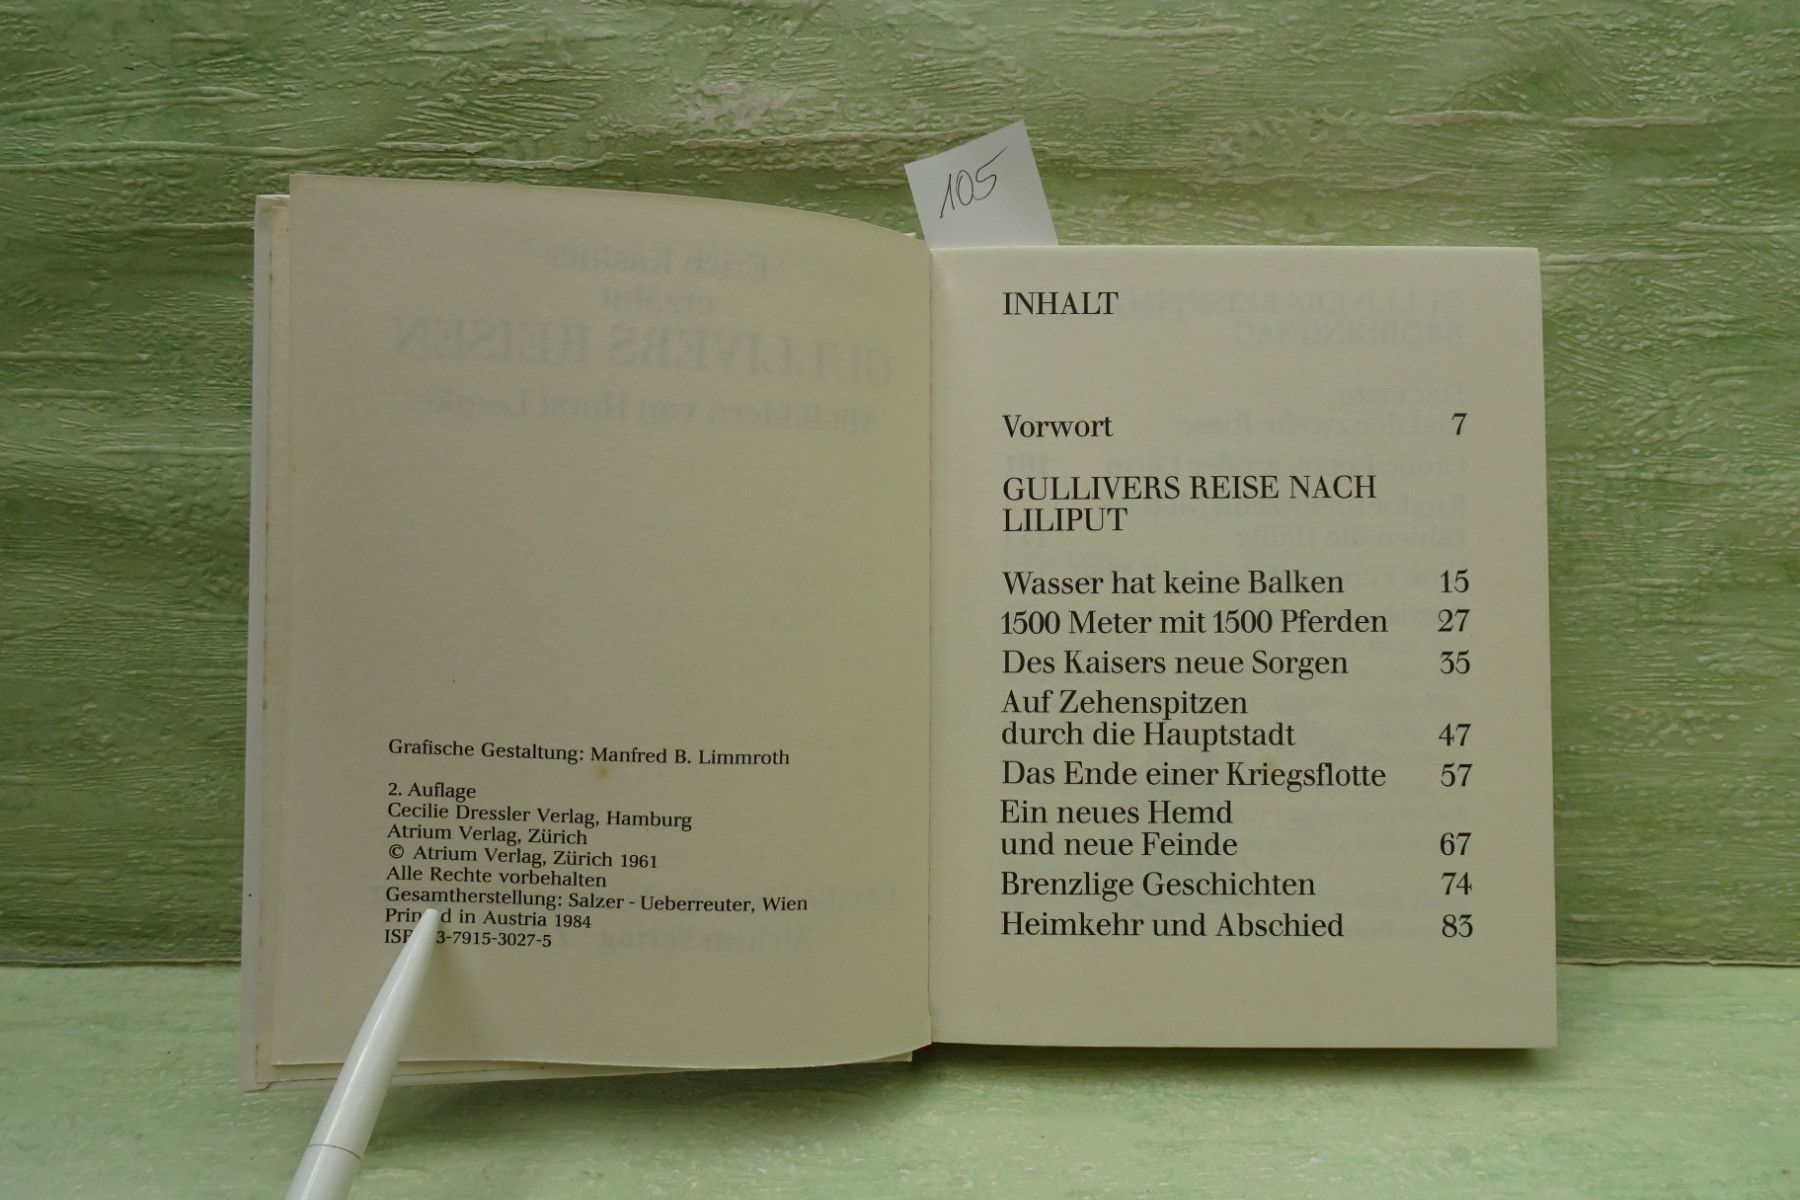 105
Grafische Gestaltung: Manfred B. Limmroth
2. Auflage
Cecilie Dressler Verlag, Hamburg
Atrium Verlag, Zürich
© Atrium Verlag, Zürich 1961
Alle Rechte vorbehalten
Gesamtherstellung: Salzer - Ueberreuter, Wien
in Austria 1984
3-7915-3027-5
INHALT
Vorwort 7
GULLIVERS REISE NACH
LILIPUT
Wasser hat keine Balken 15
1500 Meter mit 1500 Pferden 27
Des Kaisers neue Sorgen 35
Auf Zehenspitzen
durch die Hauptstadt 47
Das Ende einer Kriegsflotte 57
Ein neues Hemd
und neue Feinde 67
Brenzlige Geschichten 74
Heimkehr und Abschied 83